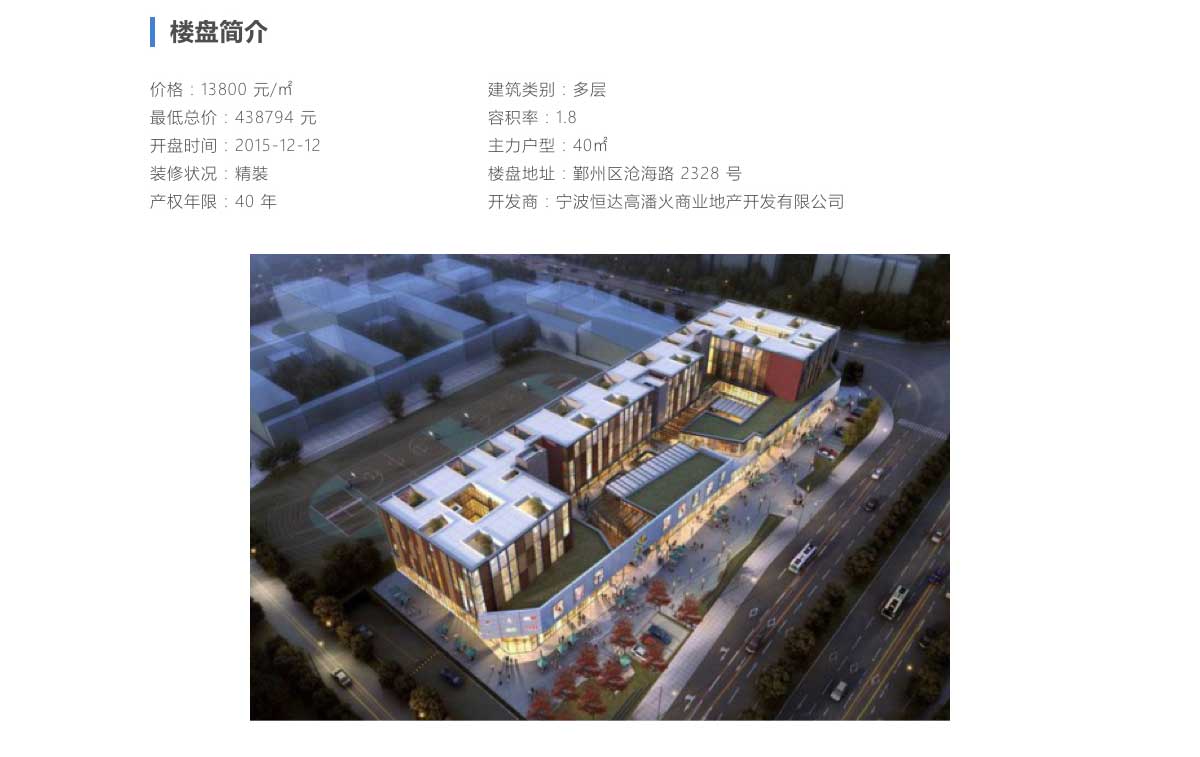 楼盘简介
价格：13800 元/㎡
最低总价：438794 元
开盘时间：2015-12-12
装修状况：精裝
产权年限：40 年
建筑类别：多层
容积率：1.8
主力户型：40㎡
楼盘地址：鄞州区沧海路 2328 号
开发商：宁波恒达高潘火商业地产开发有限公司